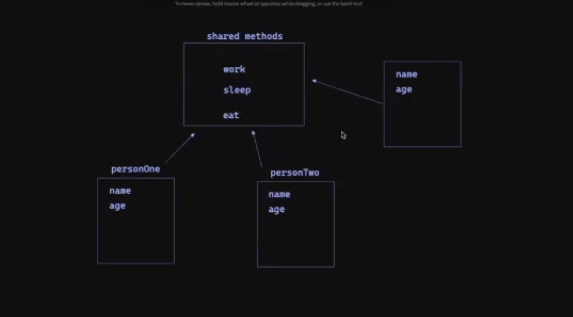 To move canvas, hold mouse wheel or spacebar while dragging, or use the hand tool
shared methods
work
sleep
eat
name
age
personOne
name
age
personTwo
name
age